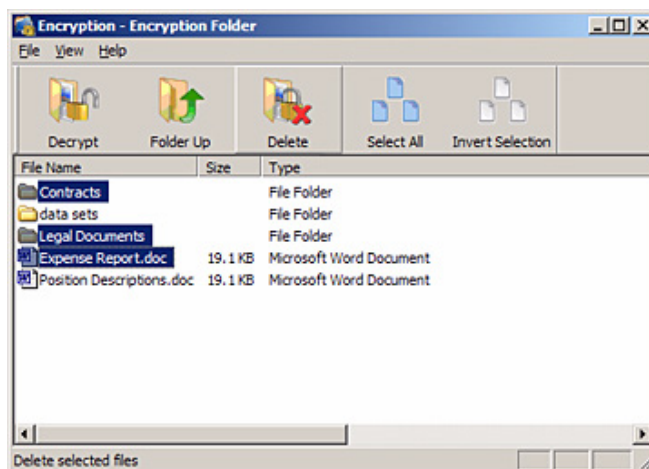 Encryption - Encryption Folder
File View Help
Decrypt Folder Up Delete Select All Invert Selection
File Name Size Type
Contracts File Folder
data sets File Folder
Legal Documents File Folder
Expense Report.doc 19.1 KB Microsoft Word Document
Position Descriptions.doc 19.1 KB Microsoft Word Document
Delete selected files